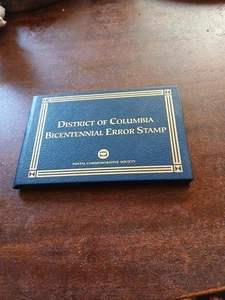 DISTRICT OF COLUMBIA
BICENTENNIAL ERROR STAMP
POSTAL COMMEMORATIVE SOCIETY